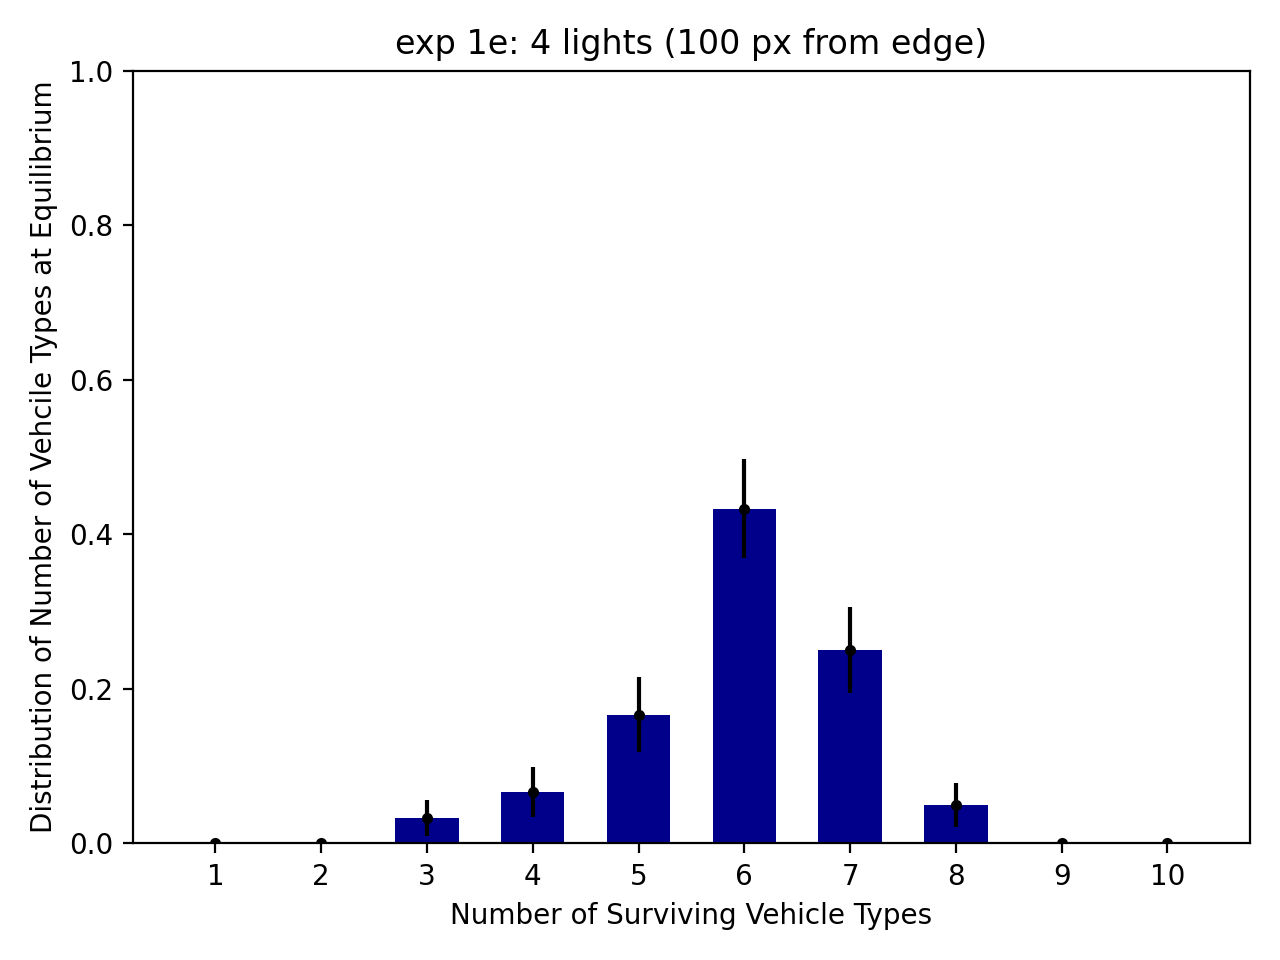 exp 1e: 4 lights (100 px from edge)
Distribution of Number of Vehcile Types at Equilibrium
1.0
0.8
0.6
0.4
0.2
0.0
1 2 3 4 5 6 7 8 9 10
Number of Surviving Vehicle Types